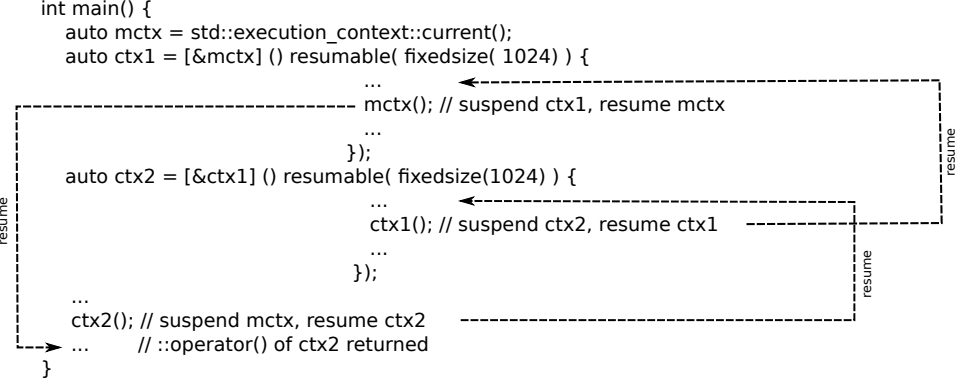 int main() {
auto mctx = std::execution_context::current();
auto ctx1 = [&mctx] () resumable( fixedsize( 1024) ) {
...
mctx(); // suspend ctx1, resume mctx
...
});
auto ctx2 = [&ctx1] () resumable( fixedsize(1024) ) {
...
ctx1(); // suspend ctx2, resume ctx1
...
});
...
ctx2(); // suspend mctx, resume ctx2
... // ::operator() of ctx2 returned
}
resume
resume
resume